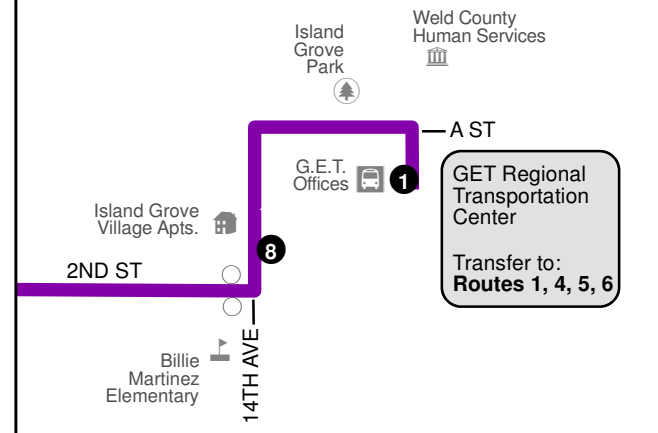 Weld County
Human Services
Island
Grove
Park
A ST
G.E.T.
Offices
1
GET Regional
Transportation
Center
Transfer to:
Routes 1, 4, 5, 6
Island Grove
Village Apts.
8
2ND ST
14TH AVE
Billie
Martinez
Elementary